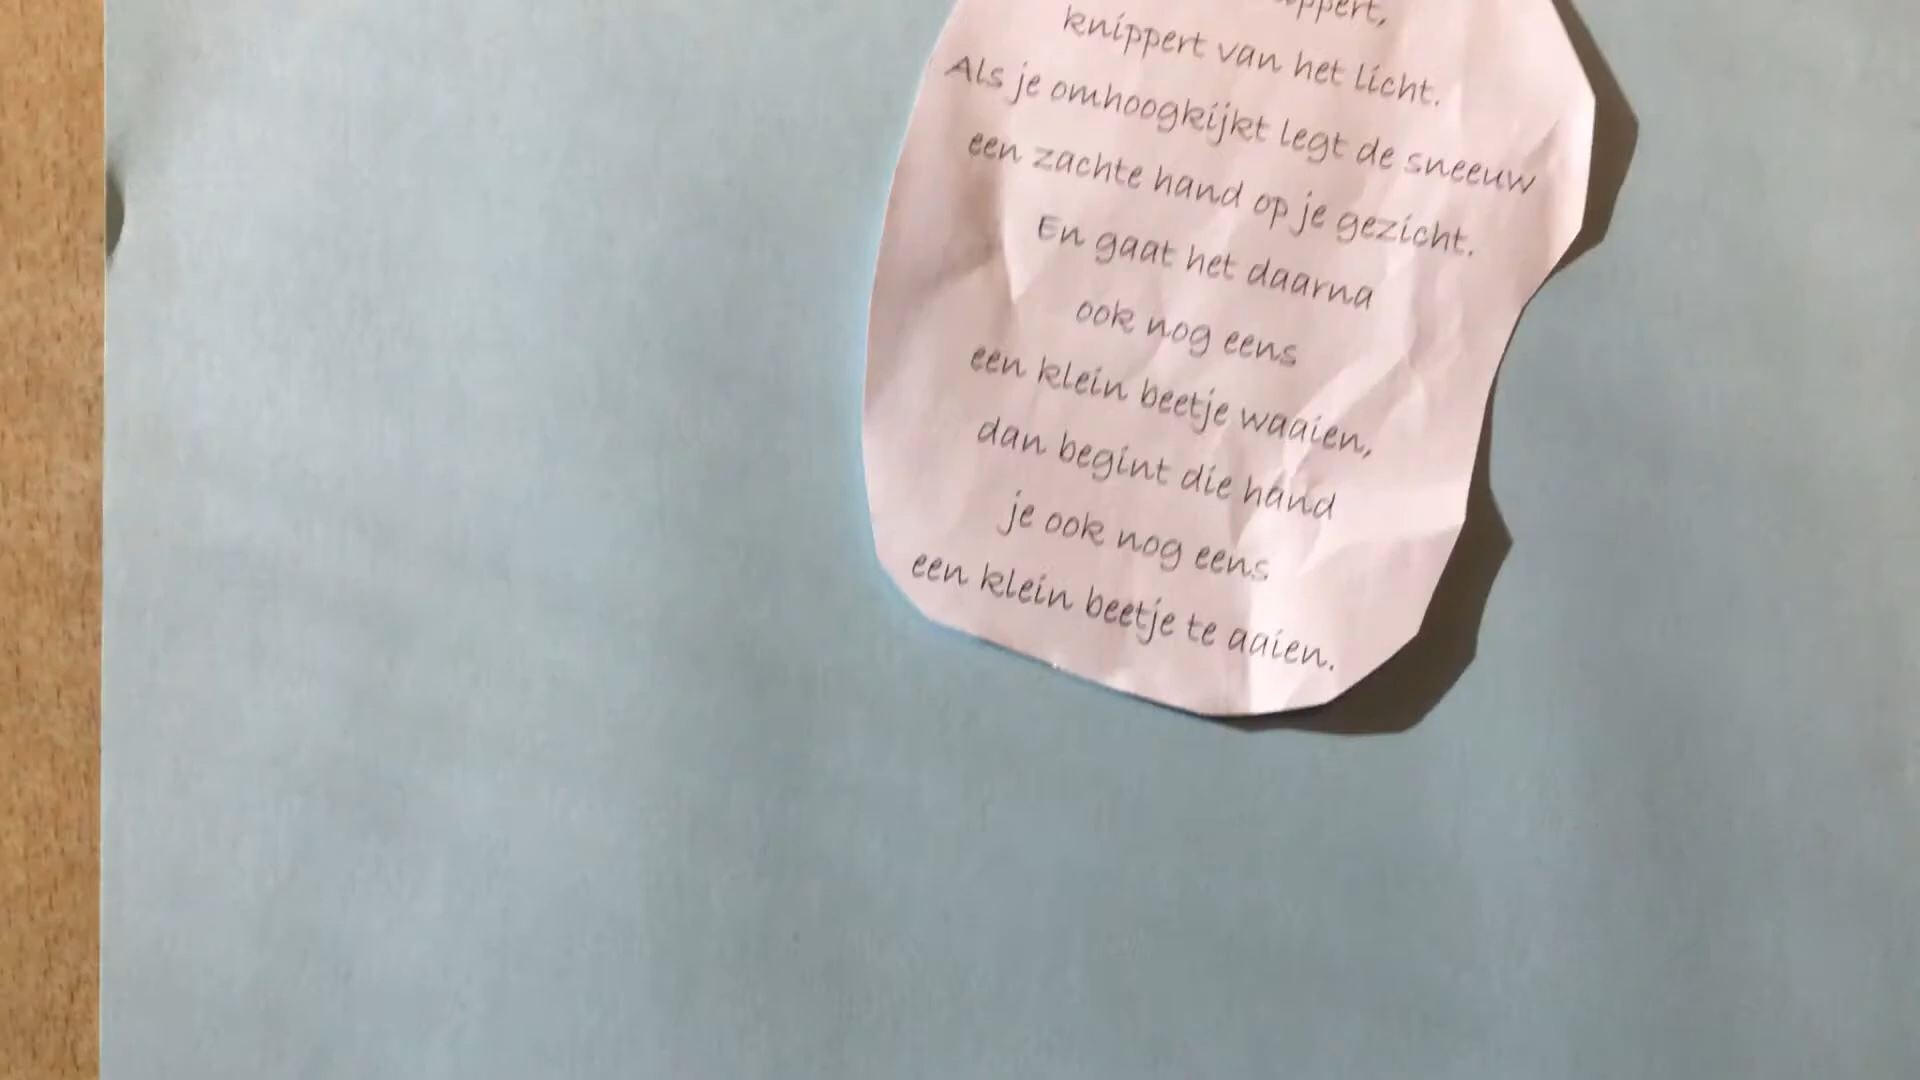 knippert van het licht.
Als je omhoogkijkt legt de sneeuw
een zachte hand op je gezicht.
En gaat het daarna
ook nog eens
een klein beetje waaien,
dan begint die hand
je ook nog eens
een klein beetje te aaien.